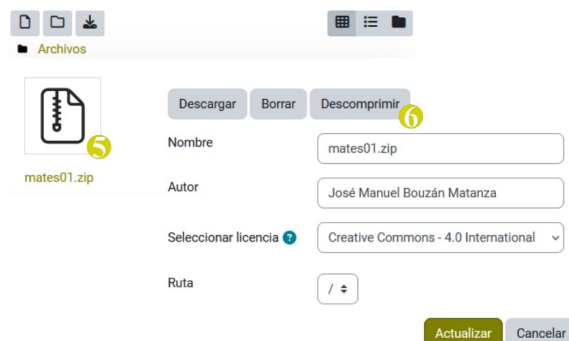 Archivos
5
mates01.zip
Descargar
Borrar
Descomprimir
6
Nombre
mates01.zip
Autor
José Manuel Bouzán Matanza
Seleccionar licencia ?
Creative Commons - 4.0 International
Ruta
/
Actualizar
Cancelar